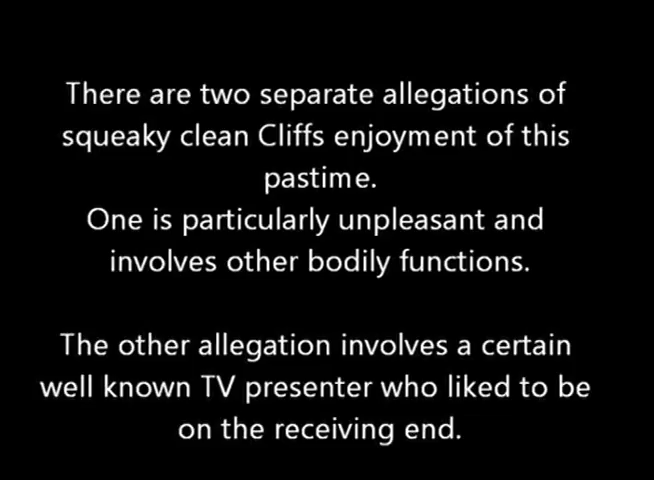 There are two separate allegations of
squeaky clean Cliffs enjoyment of this
pastime.
One is particularly unpleasant and
involves other bodily functions.
The other allegation involves a certain
well known TV presenter who liked to be
on the receiving end.